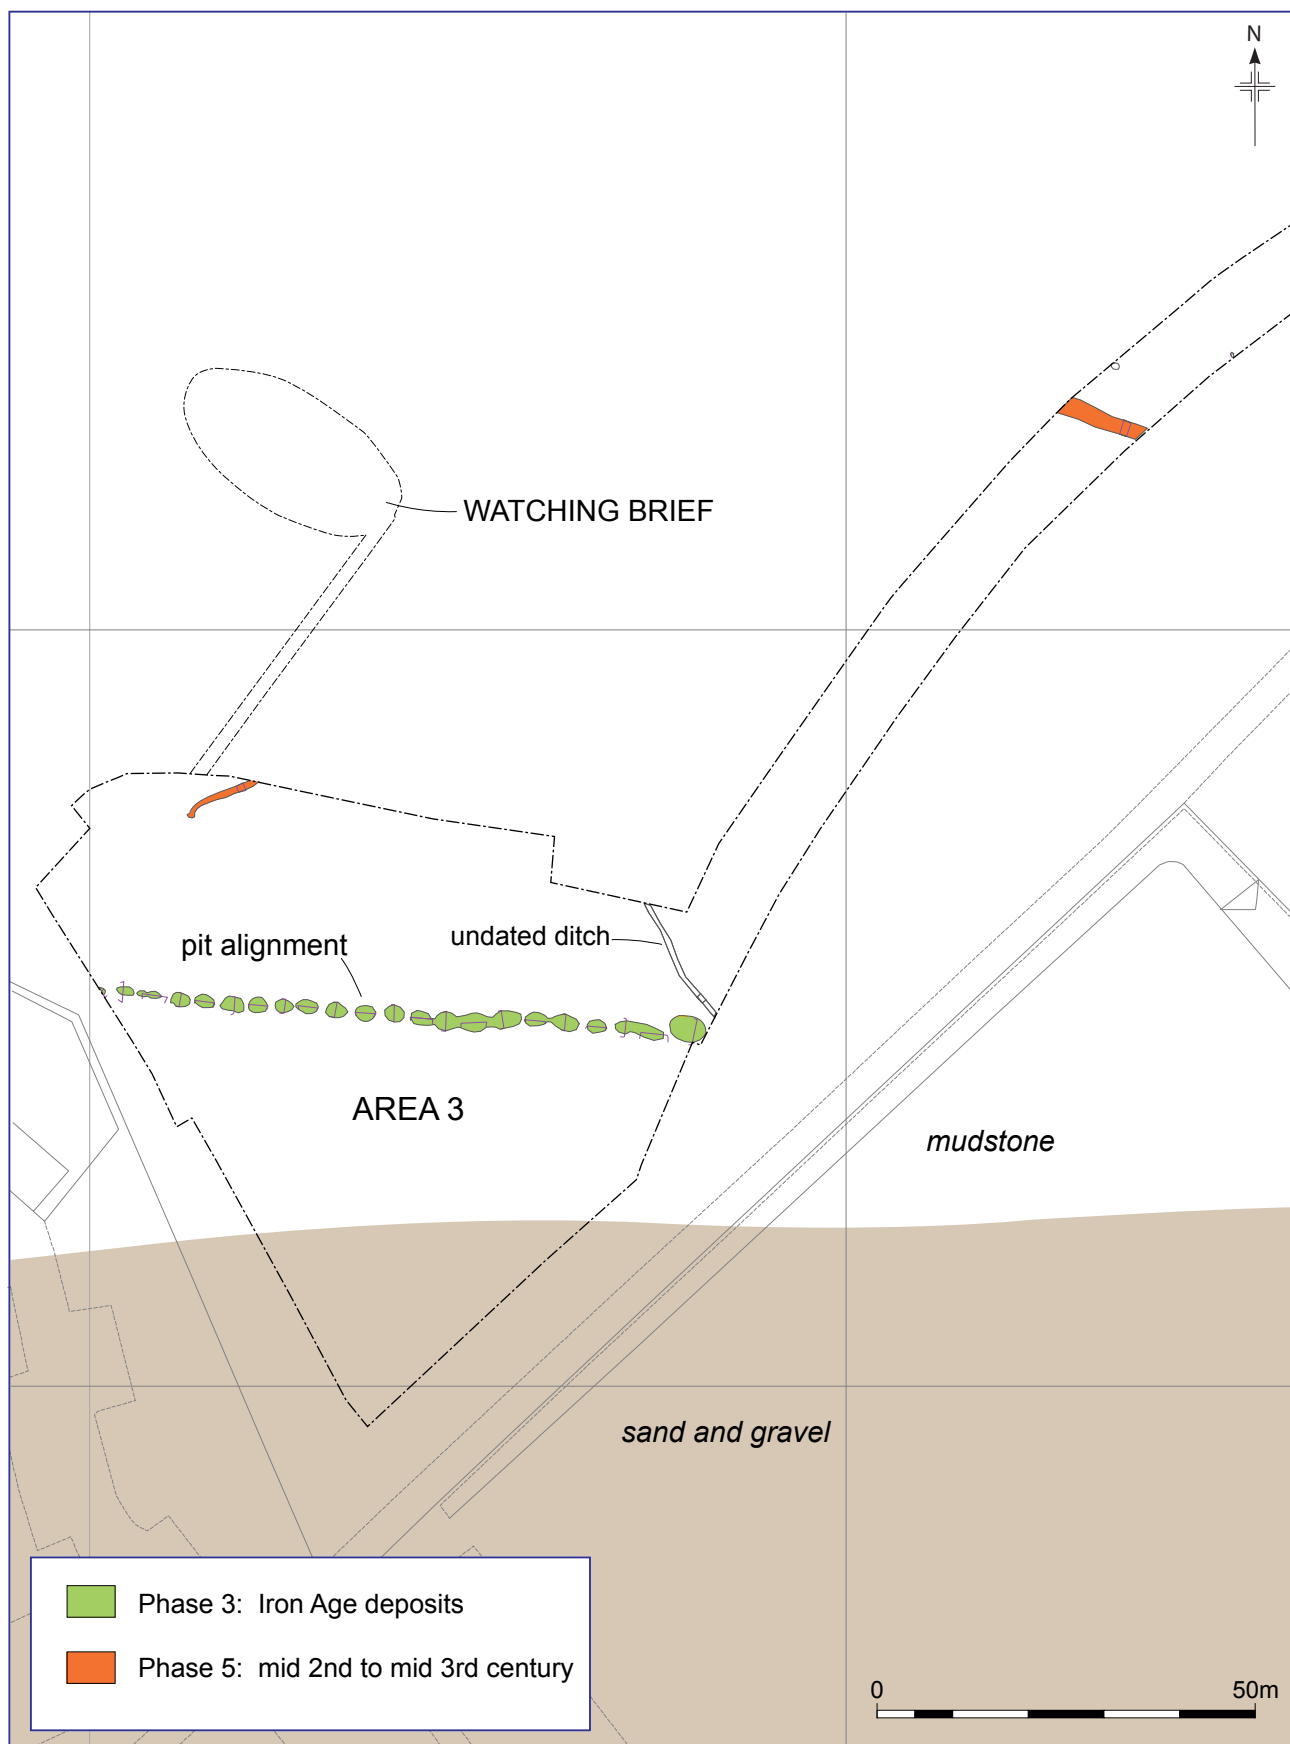 N
WATCHING BRIEF
undated ditch
pit alignment
AREA 3
mudstone
sand and gravel
Phase 3: Iron Age deposits
Phase 5: mid 2nd to mid 3rd century
0 50m